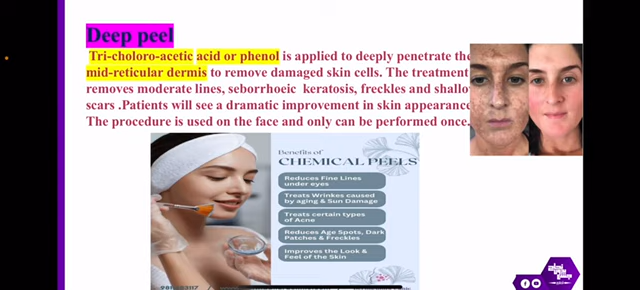 Deep peel
Tri-choloro-acetic acid or phenol is applied to deeply penetrate the
mid-reticular dermis to remove damaged skin cells. The treatment
removes moderate lines, seborrhoeic keratosis, freckles and shallo
scars .Patients will see a dramatic improvement in skin appearance
The procedure is used on the face and only can be performed once.
Benefits of
CHEMICAL PEELS
Reduces Fine Lines
under eyes
Treats Wrinkes caused
by aging & Sun Damage
Treats certain types
of Acne
Reduces Age Spots, Dark
Patches & Freckles
Improves the Look &
Feel of the Skin